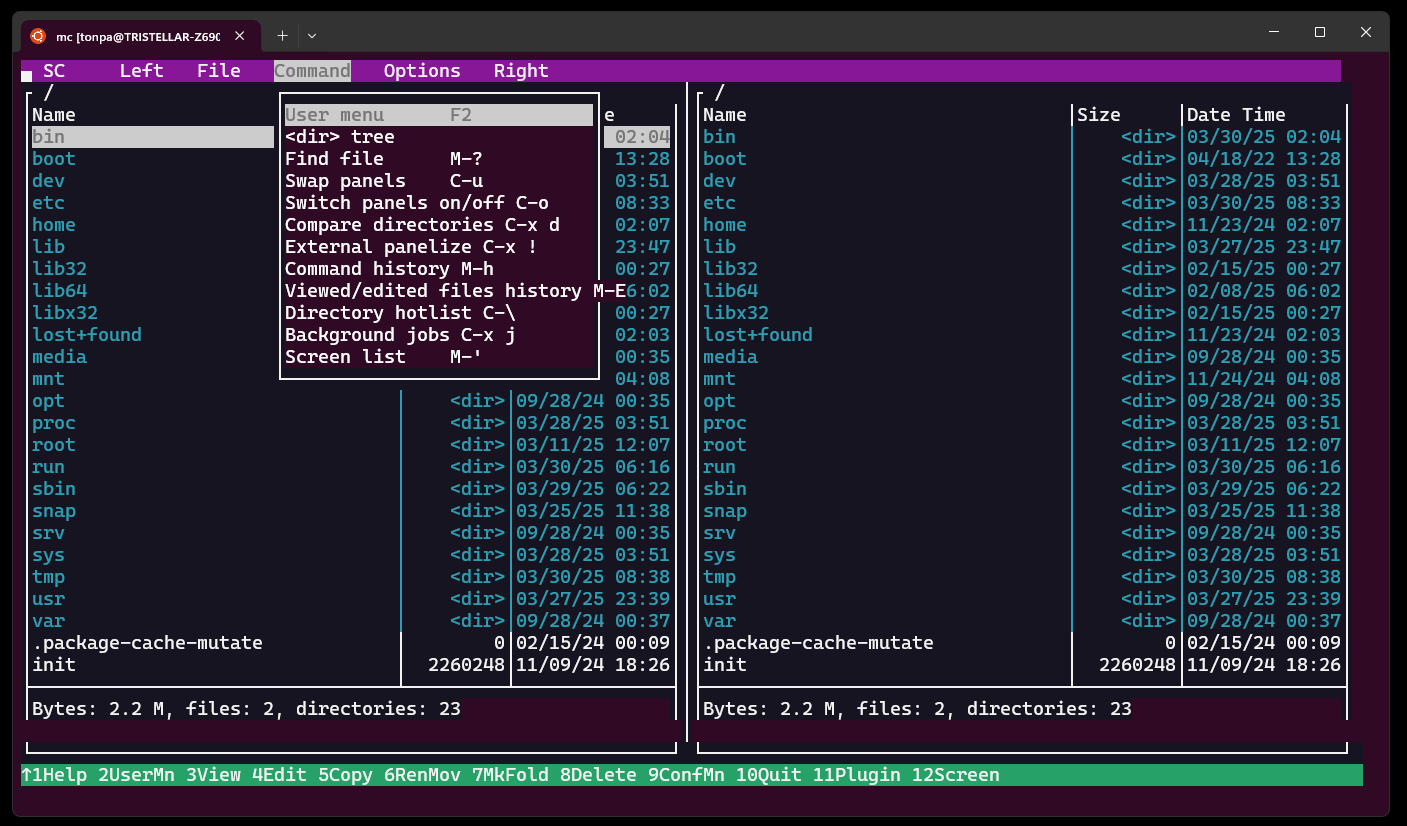 mc [tonpa@TRISTELLAR-Z690
SC Left File Command Options Right
/ /
Name User menu F2 e Name Size Date Time
bin <dir> tree 02:04 bin <dir> 03/30/25 02:04
boot Find file M-? 13:28 boot <dir> 04/18/22 13:28
dev Swap panels C-u 03:51 dev <dir> 03/28/25 03:51
etc Switch panels on/off C-o 08:33 etc <dir> 03/30/25 08:33
home Compare directories C-x d 02:07 home <dir> 11/23/24 02:07
lib External panelize C-x ! 23:47 lib <dir> 03/27/25 23:47
lib32 Command history M-h 00:27 lib32 <dir> 02/15/25 00:27
lib64 Viewed/edited files history M-E6:02 lib64 <dir> 02/08/25 06:02
libx32 Directory hotlist C-\ 00:27 libx32 <dir> 02/15/25 00:27
lost+found Background jobs C-x j 02:03 lost+found <dir> 11/23/24 02:03
media Screen list M-' 00:35 media <dir> 09/28/24 00:35
mnt 04:08 mnt <dir> 11/24/24 04:08
opt <dir> 09/28/24 00:35 opt <dir> 09/28/24 00:35
proc <dir> 03/28/25 03:51 proc <dir> 03/28/25 03:51
root <dir> 03/11/25 12:07 root <dir> 03/11/25 12:07
run <dir> 03/30/25 06:16 run <dir> 03/30/25 06:16
sbin <dir> 03/29/25 06:22 sbin <dir> 03/29/25 06:22
snap <dir> 03/25/25 11:38 snap <dir> 03/25/25 11:38
srv <dir> 09/28/24 00:35 srv <dir> 09/28/24 00:35
sys <dir> 03/28/25 03:51 sys <dir> 03/28/25 03:51
tmp <dir> 03/30/25 08:38 tmp <dir> 03/30/25 08:38
usr <dir> 03/27/25 23:39 usr <dir> 03/27/25 23:39
var <dir> 09/28/24 00:37 var <dir> 09/28/24 00:37
.package-cache-mutate 0 02/15/24 00:09 .package-cache-mutate 0 02/15/24 00:09
init 2260248 11/09/24 18:26 init 2260248 11/09/24 18:26
Bytes: 2.2 M, files: 2, directories: 23 Bytes: 2.2 M, files: 2, directories: 23
↑1Help 2UserMn 3View 4Edit 5Copy 6RenMov 7MkFold 8Delete 9ConfMn 10Quit 11Plugin 12Screen